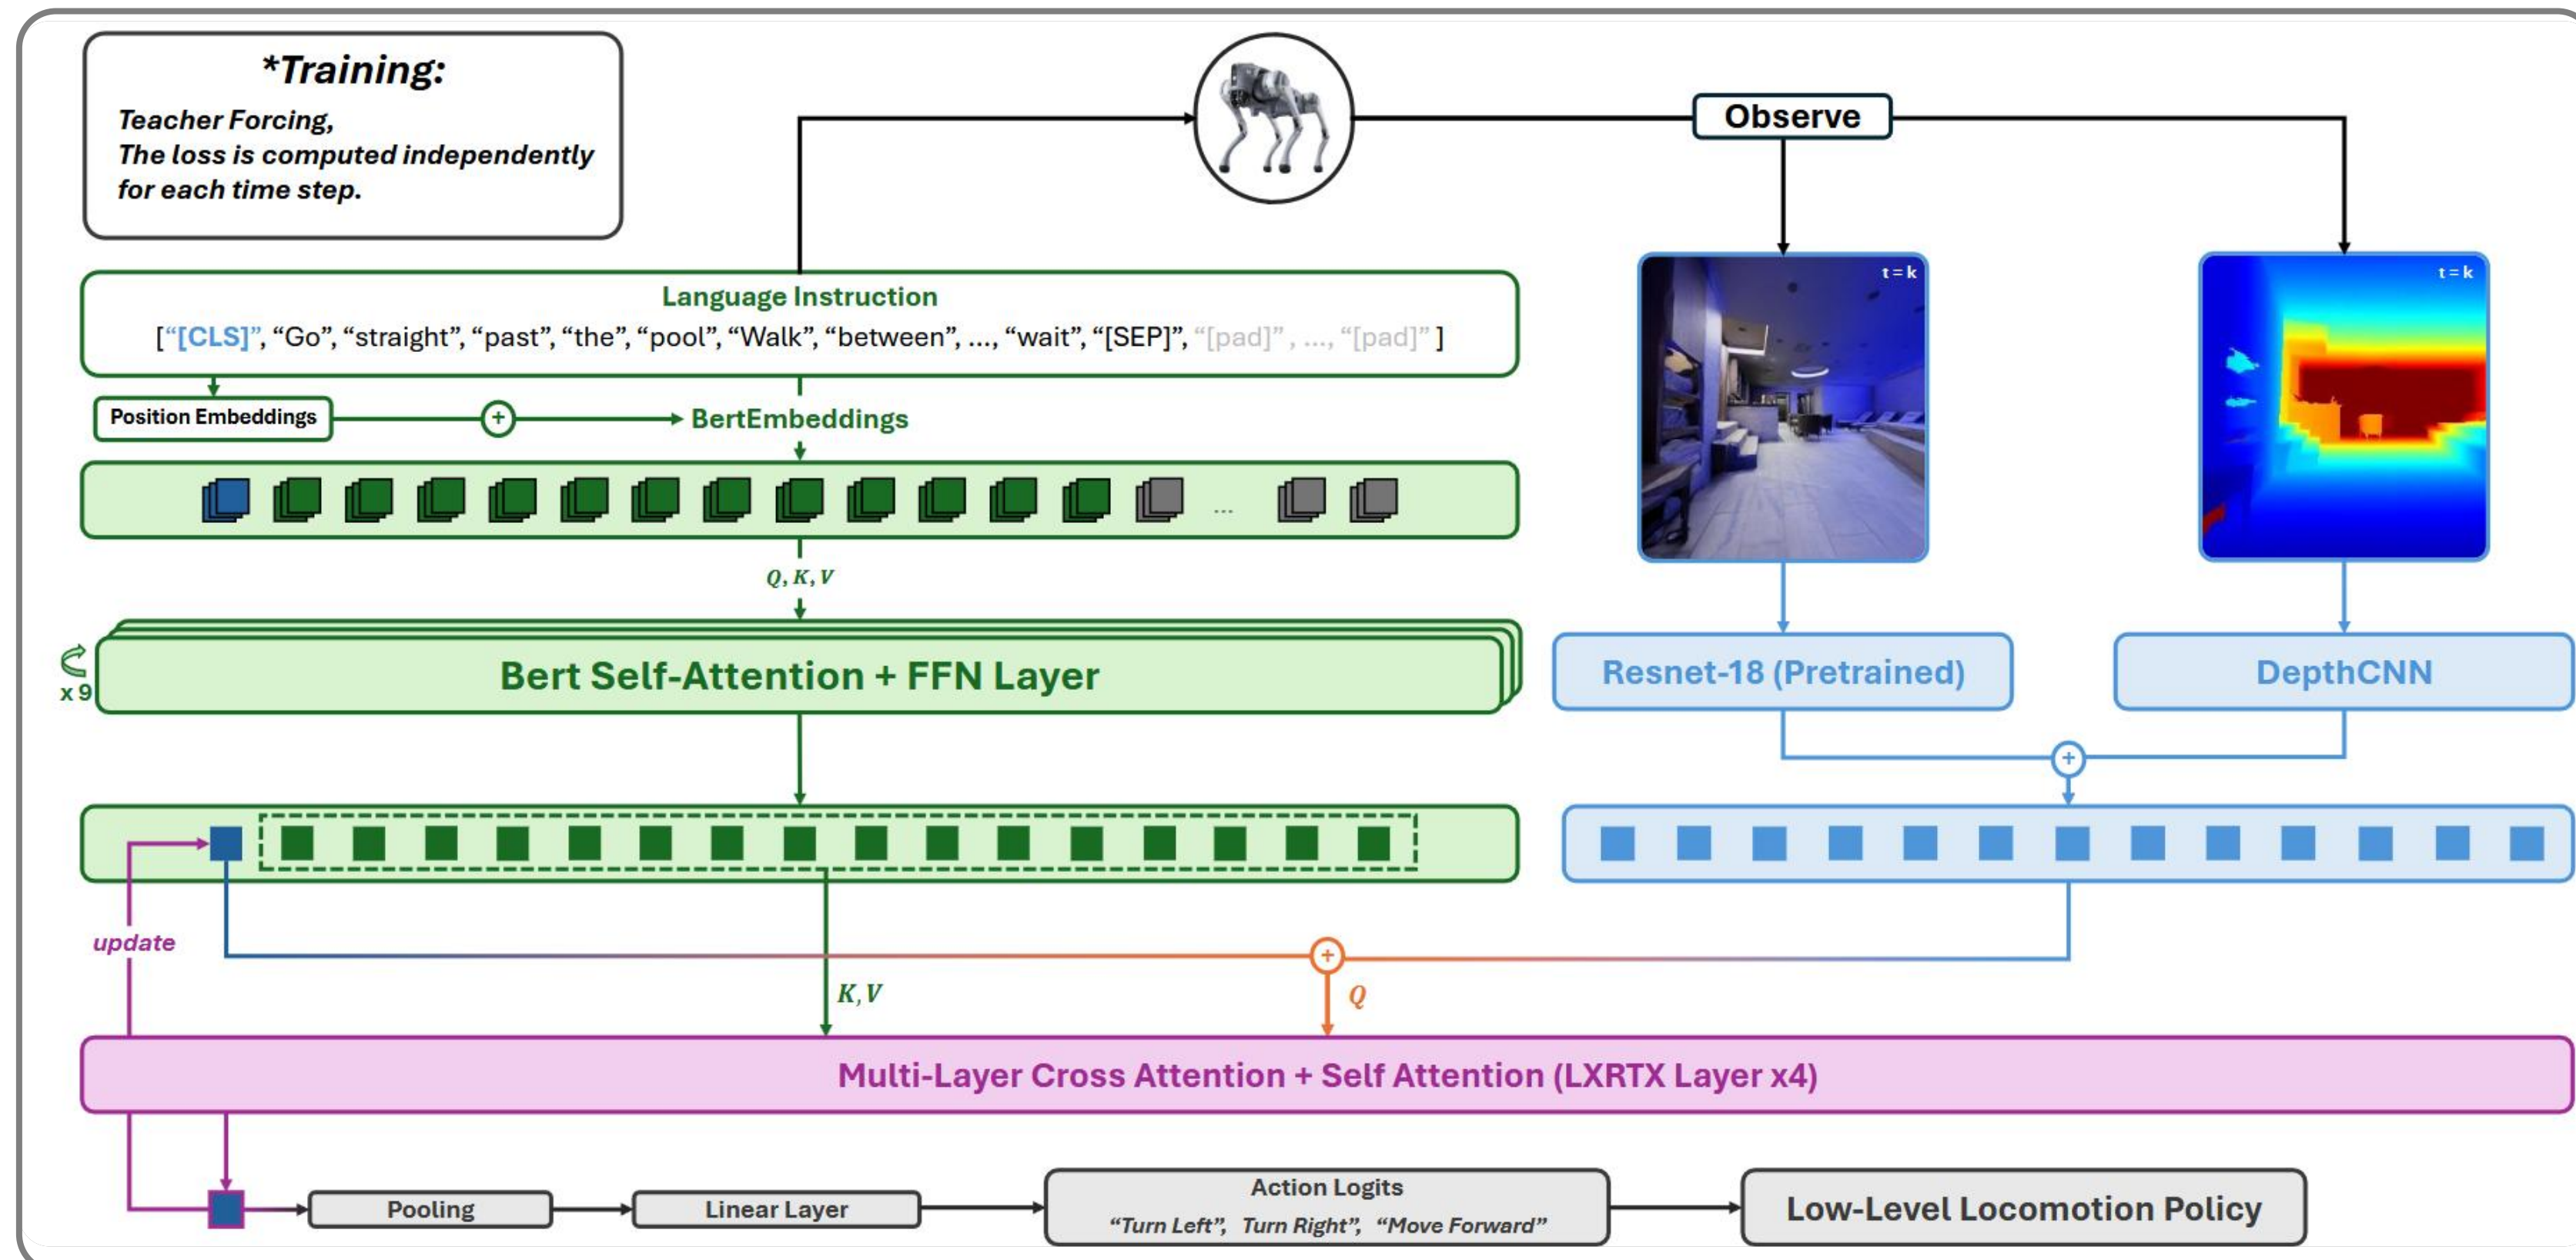 *Training:
Teacher Forcing,
The loss is computed independently
for each time step.
Observe
t = k
t = k
Language Instruction
[“[CLS]”, “Go”, “straight”, “past”, “the”, “pool”, “Walk”, “between”, ..., “wait”, “[SEP]”, “[pad]” , ..., “[pad]” ]
Position Embeddings
+
BertEmbeddings
...
Q, K, V
x 9
Bert Self-Attention + FFN Layer
Resnet-18 (Pretrained)
DepthCNN
+
update
+
K, V
Q
Multi-Layer Cross Attention + Self Attention (LXRTX Layer x4)
Pooling
Linear Layer
Action Logits
“Turn Left”, Turn Right”, “Move Forward”
Low-Level Locomotion Policy